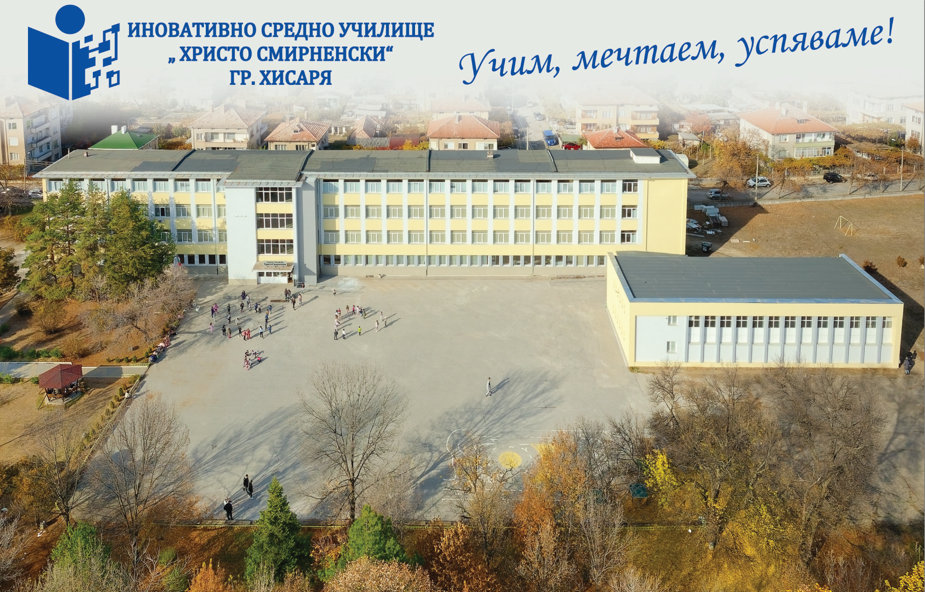 ИНОВАТИВНО СРЕДНО УЧИЛИЩЕ
„ХРИСТО СМИРНЕНСКИ“
ГР. ХИСАРЯ
Учим, мечтаем, успяваме!